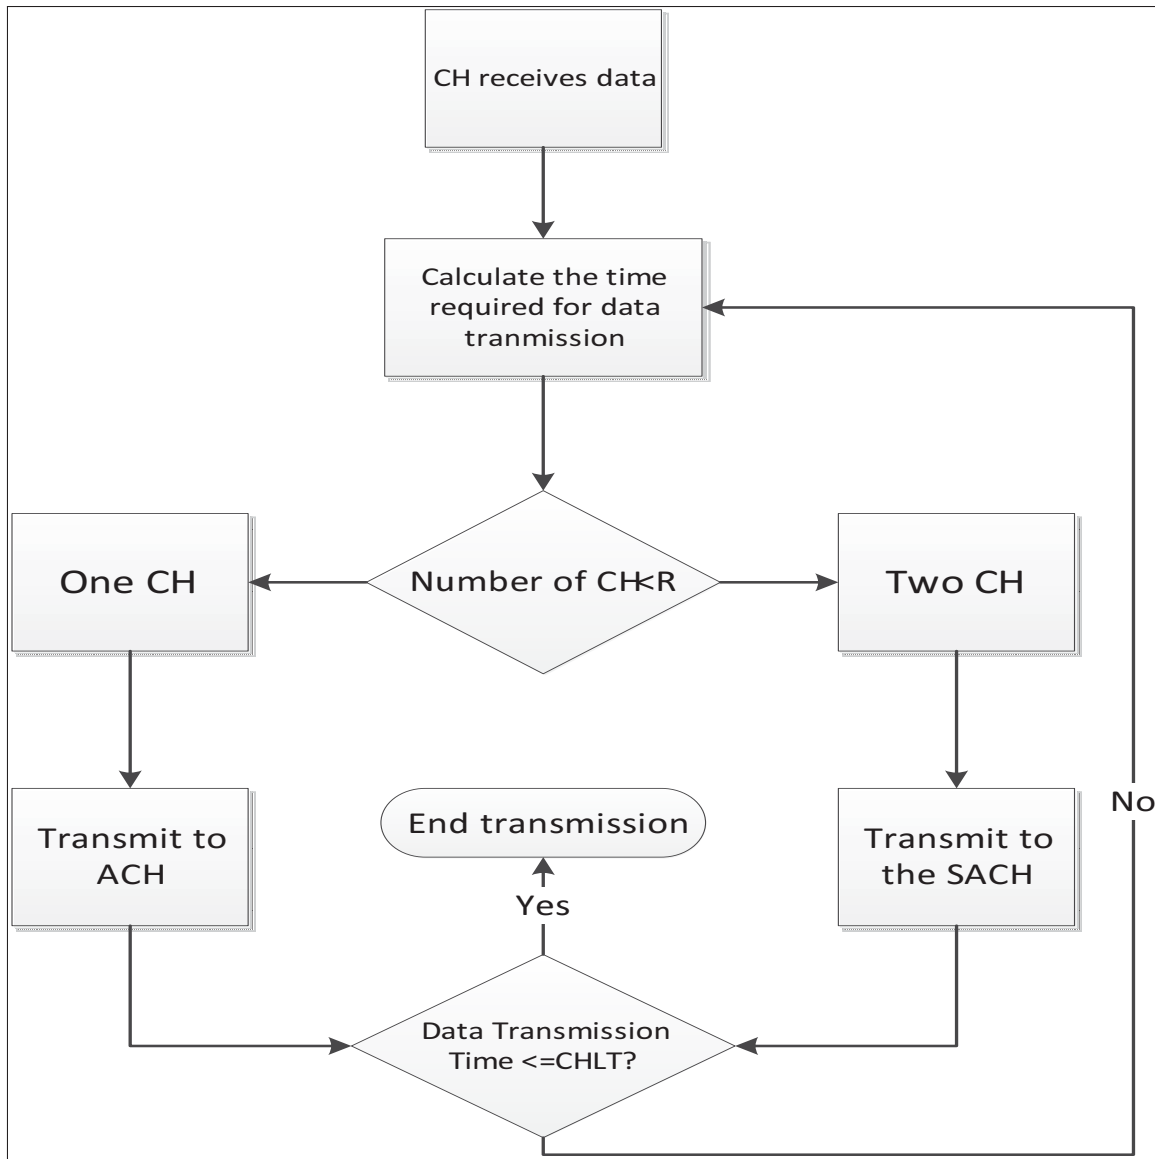 CH receives data
Calculate the time
required for data
tranmission
One CH
Number of CH<R
Two CH
Transmit to
ACH
End transmission
Transmit to
the SACH
No
Yes
Data Transmission
Time <=CHLT?